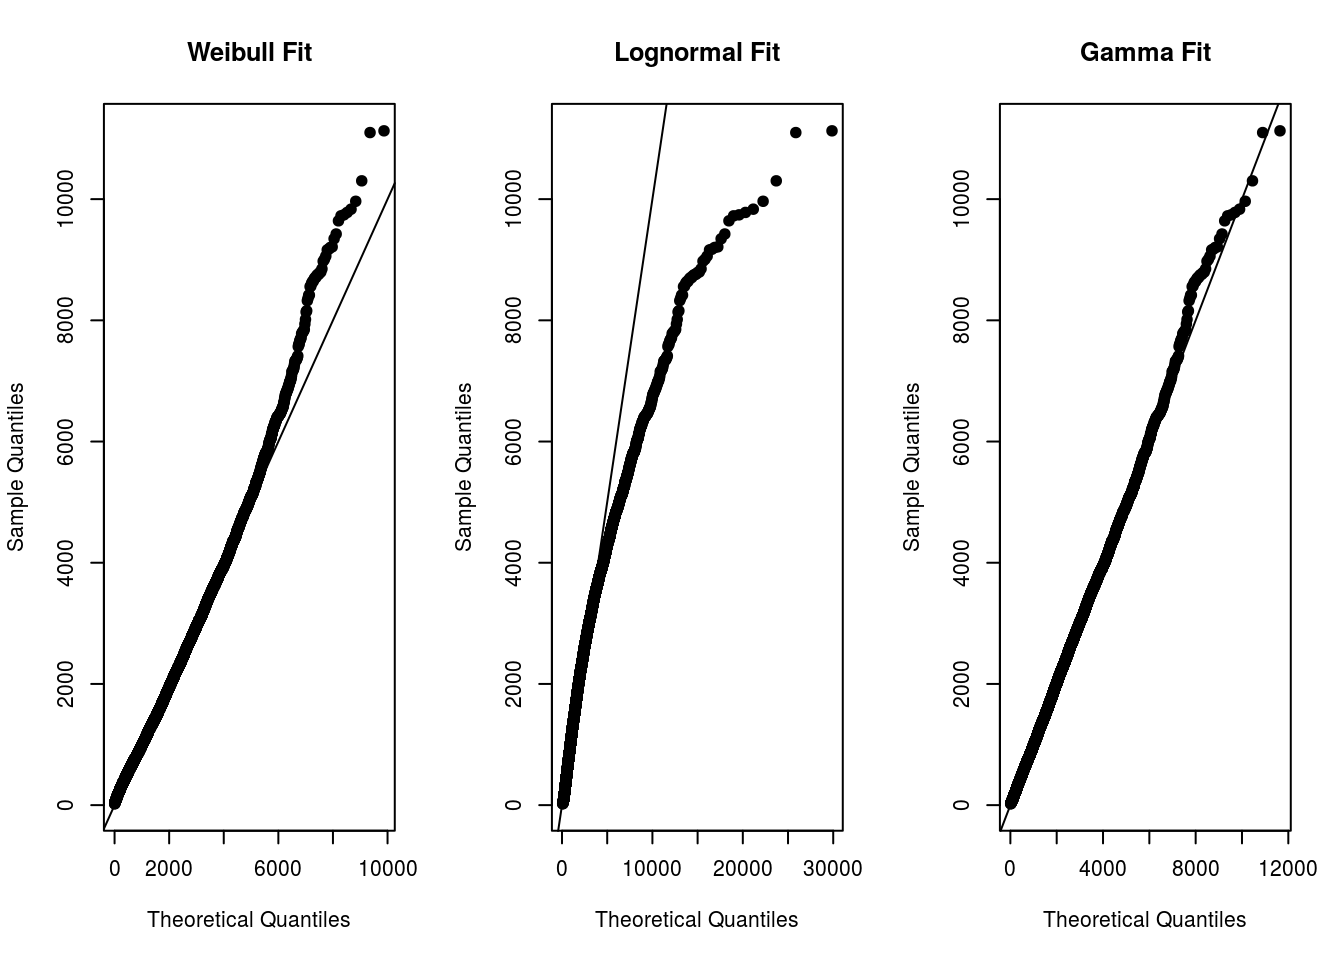 Weibull Fit
Sample Quantiles
0
2000
4000
6000
8000
10000
0 2000 6000 10000
Theoretical Quantiles
Lognormal Fit
Sample Quantiles
0
2000
4000
6000
8000
10000
0 10000 20000 30000
Theoretical Quantiles
Gamma Fit
Sample Quantiles
0
2000
4000
6000
8000
10000
0 4000 8000 12000
Theoretical Quantiles